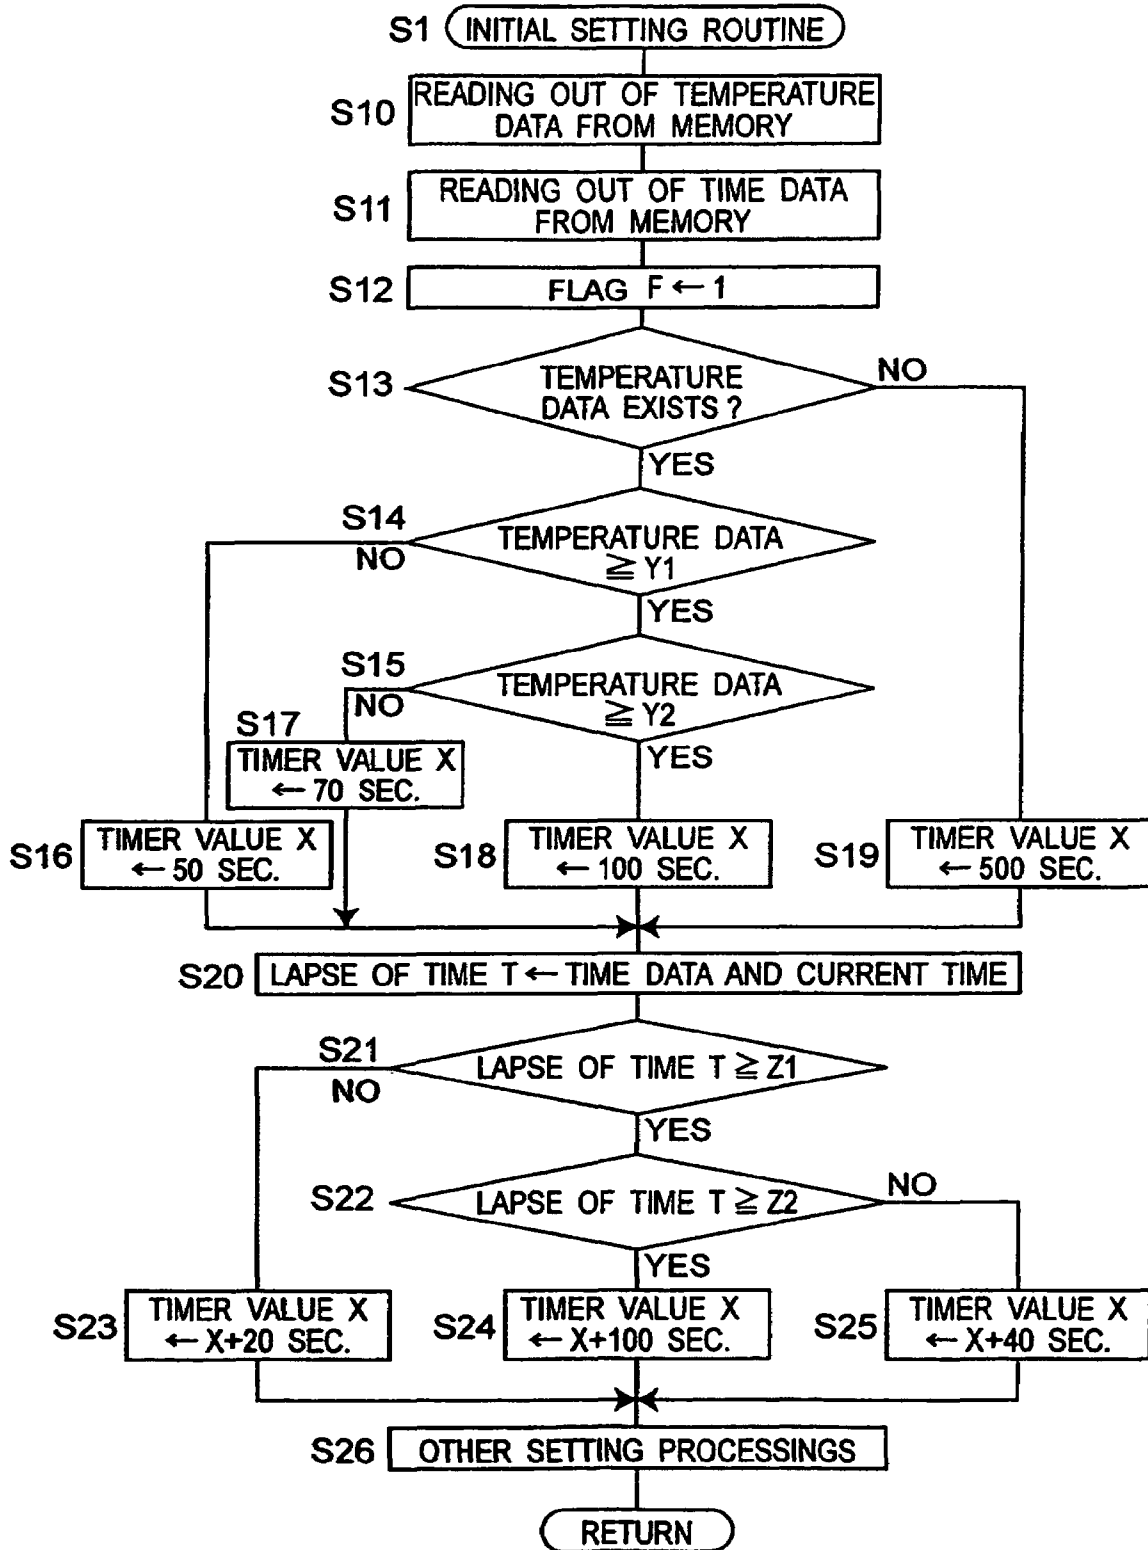 S1 INITIAL SETTING ROUTINE
S10 READING OUT OF TEMPERATURE
DATA FROM MEMORY
S11 READING OUT OF TIME DATA
FROM MEMORY
S12 FLAG F ← 1
S13 TEMPERATURE
DATA EXISTS ?
NO
YES
S14 TEMPERATURE DATA
≧ Y1
NO
YES
S15 TEMPERATURE DATA
≧ Y2
NO
YES
S17
TIMER VALUE X
← 70 SEC.
S16 TIMER VALUE X
← 50 SEC.
S18 TIMER VALUE X
← 100 SEC.
S19 TIMER VALUE X
← 500 SEC.
S20 LAPSE OF TIME T ← TIME DATA AND CURRENT TIME
S21 LAPSE OF TIME T ≧ Z1
NO
YES
S22 LAPSE OF TIME T ≧ Z2
NO
YES
S23 TIMER VALUE X
← X+20 SEC.
S24 TIMER VALUE X
← X+100 SEC.
S25 TIMER VALUE X
← X+40 SEC.
S26 OTHER SETTING PROCESSINGS
RETURN